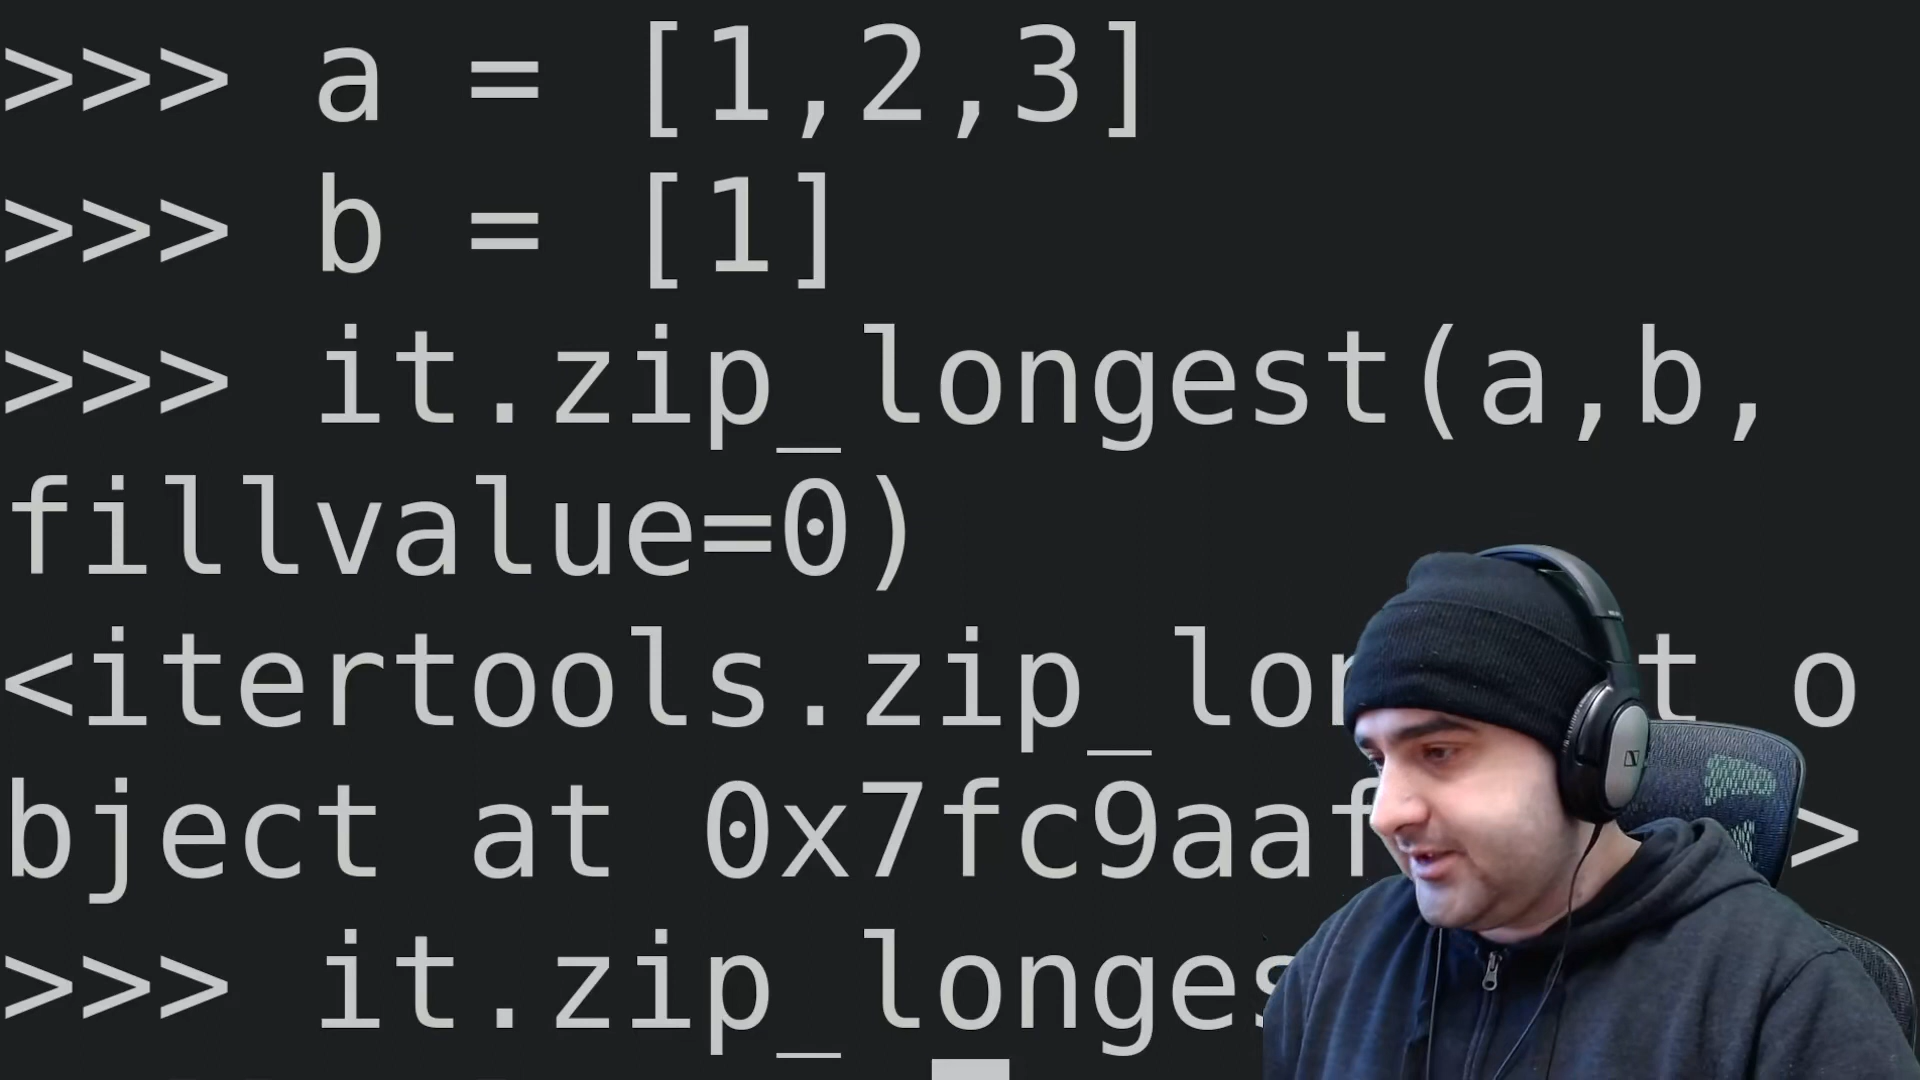 >>> a = [1,2,3]
>>> b = [1]
>>> it.zip_longest(a,b,
fillvalue=0)
<itertools.zip_lon t o
bject at 0x7fc9aaf >
>>> it.zip_longes